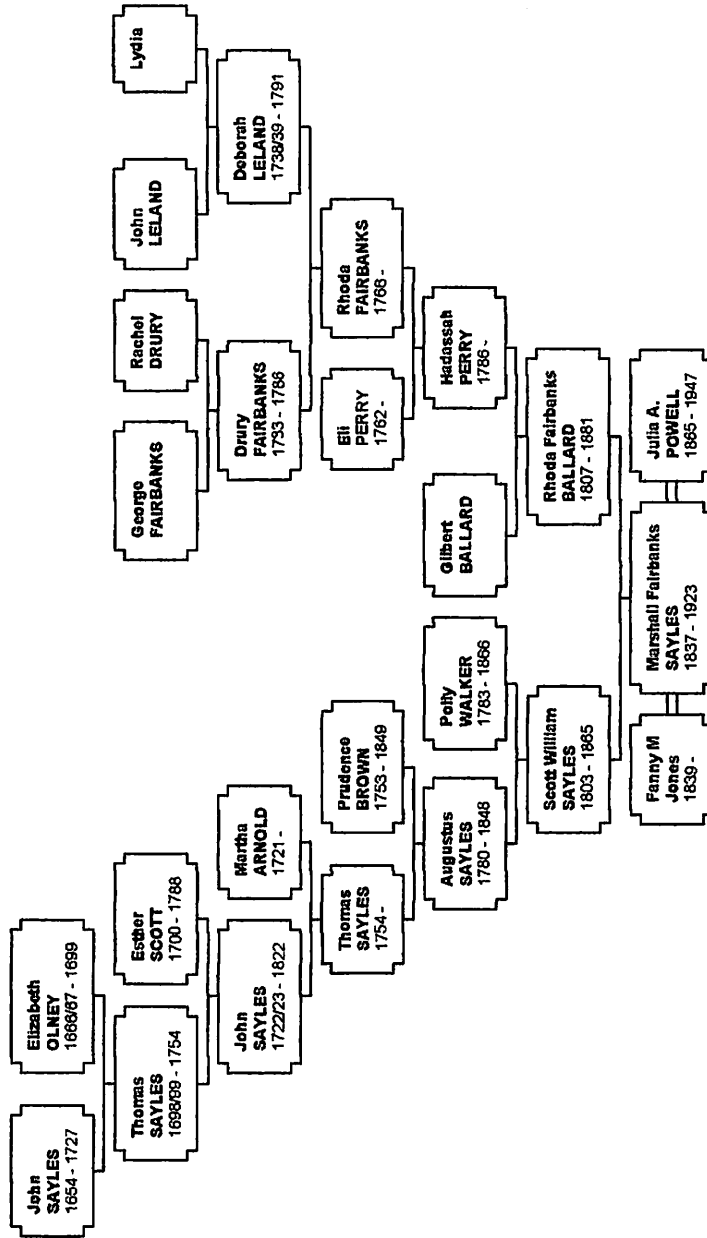 John
SAYLES
1654 - 1727
Elizabeth
OLNEY
1666/67 - 1699
Thomas
SAYLES
1698/99 - 1754
Esther
SCOTT
1700 - 1788
George
FAIRBANKS
Rachel
DRURY
John
LELAND
Lydia
John
SAYLES
1722/23 - 1822
Martha
ARNOLD
1721 -
Drury
FAIRBANKS
1733 - 1786
Deborah
LELAND
1738/39 - 1791
Thomas
SAYLES
1754 -
Prudence
BROWN
1753 - 1849
Eli
PERRY
1762 -
Rhoda
FAIRBANKS
1768 -
Augustus
SAYLES
1780 - 1848
Polly
WALKER
1783 - 1866
Gilbert
BALLARD
Hadassah
PERRY
1786 -
Scott William
SAYLES
1803 - 1865
Rhoda Fairbanks
BALLARD
1807 - 1881
Fanny M
Jones
1839 -
Marshall Fairbanks
SAYLES
1837 - 1923
Julia A.
POWELL
1865 - 1947